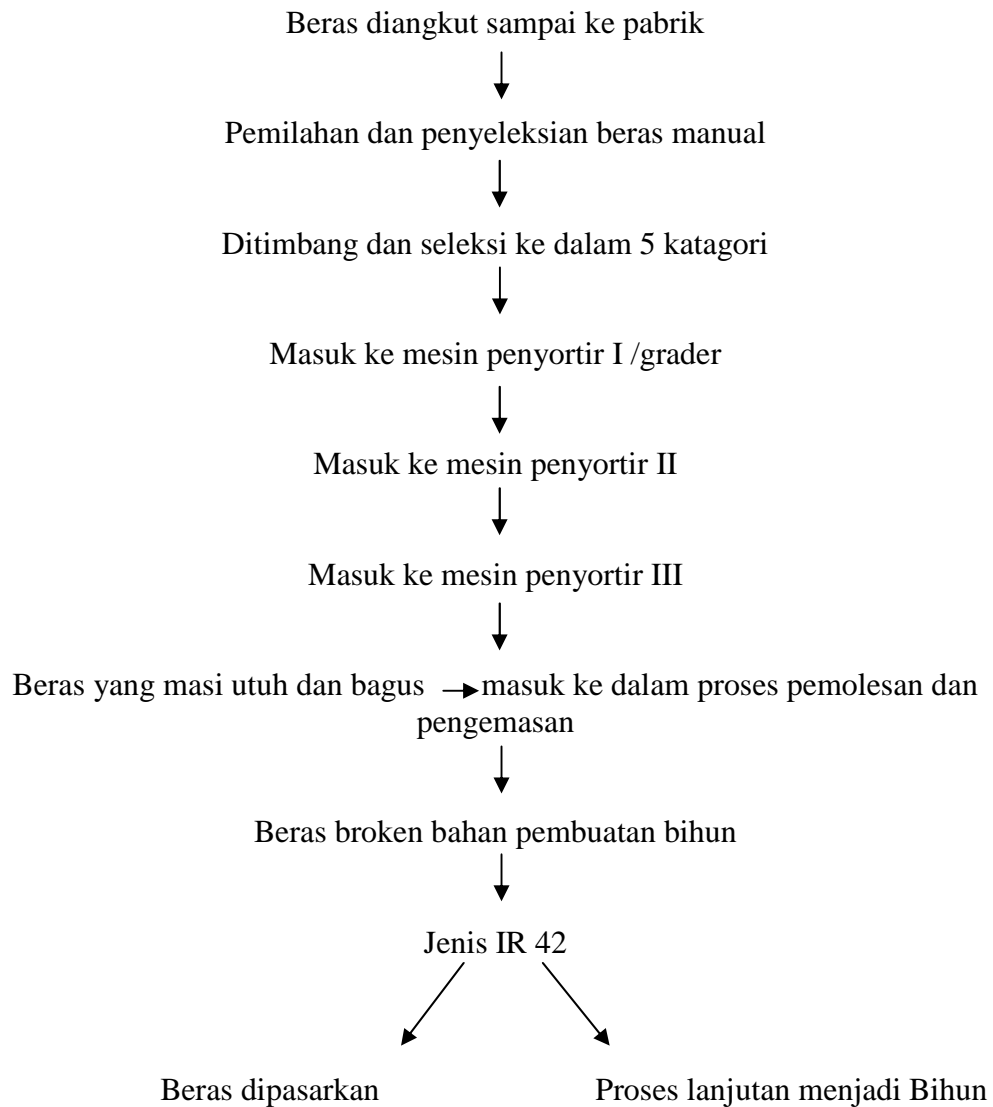 Beras diangkut sampai ke pabrik
Pemilahan dan penyeleksian beras manual
Ditimbang dan seleksi ke dalam 5 katagori
Masuk ke mesin penyortir I /grader
Masuk ke mesin penyortir II
Masuk ke mesin penyortir III
Beras yang masi utuh dan bagus → masuk ke dalam proses pemolesan dan
pengemasan
Beras broken bahan pembuatan bihun
Jenis IR 42
Beras dipasarkan
Proses lanjutan menjadi Bihun